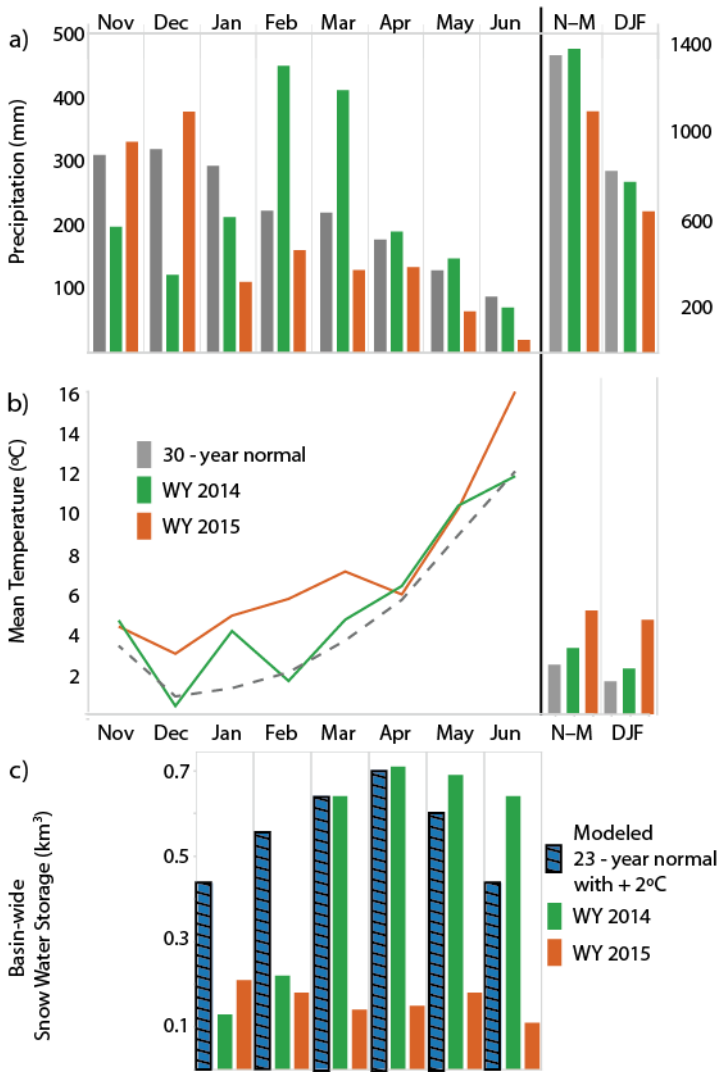 a)
Nov Dec Jan Feb Mar Apr May Jun N–M DJF
500
400
300
200
100
Precipitation (mm)
1400
1000
600
200
b)
16
14
12
10
8
6
4
2
Mean Temperature (ºC)
30 - year normal
WY 2014
WY 2015
Nov Dec Jan Feb Mar Apr May Jun N–M DJF
c)
0.7
0.5
0.3
0.1
Basin-wide
Snow Water Storage (km³)
Modeled
23 - year normal
with + 2ºC
WY 2014
WY 2015